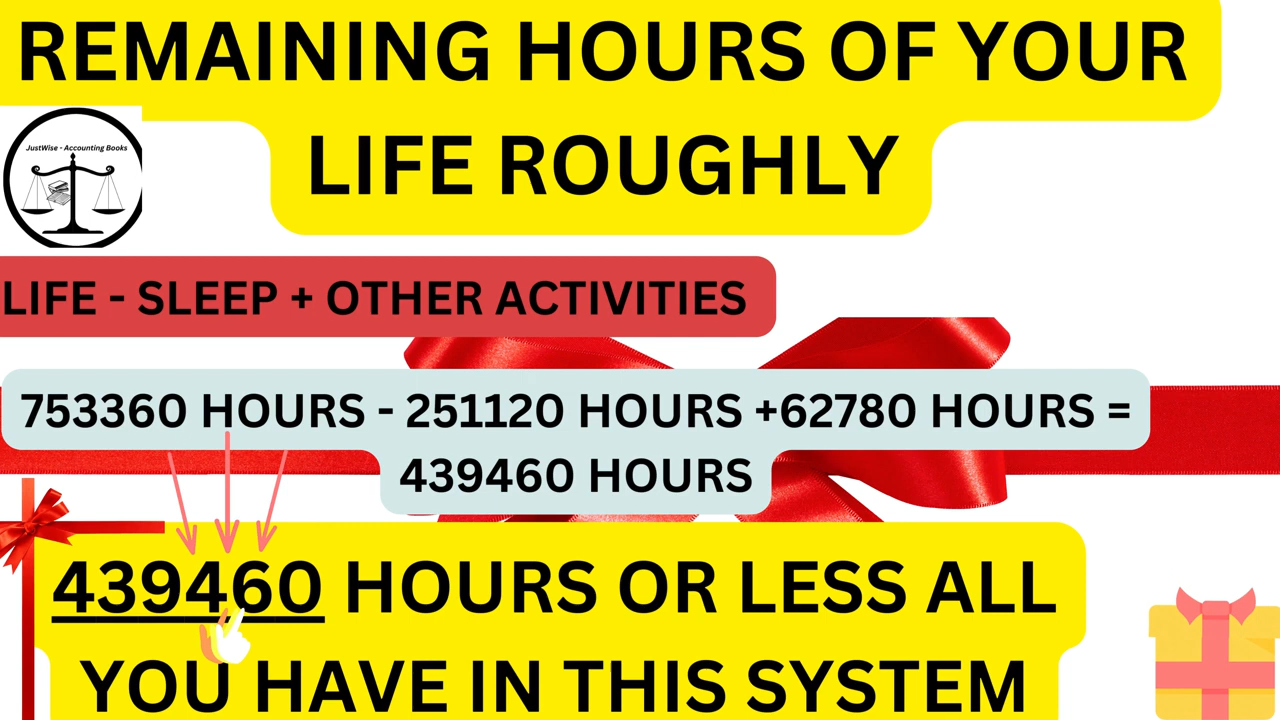 REMAINING HOURS OF YOUR
LIFE ROUGHLY
JustWise - Accounting Books
LIFE - SLEEP + OTHER ACTIVITIES
753360 HOURS - 251120 HOURS +62780 HOURS =
439460 HOURS
439460 HOURS OR LESS ALL
YOU HAVE IN THIS SYSTEM